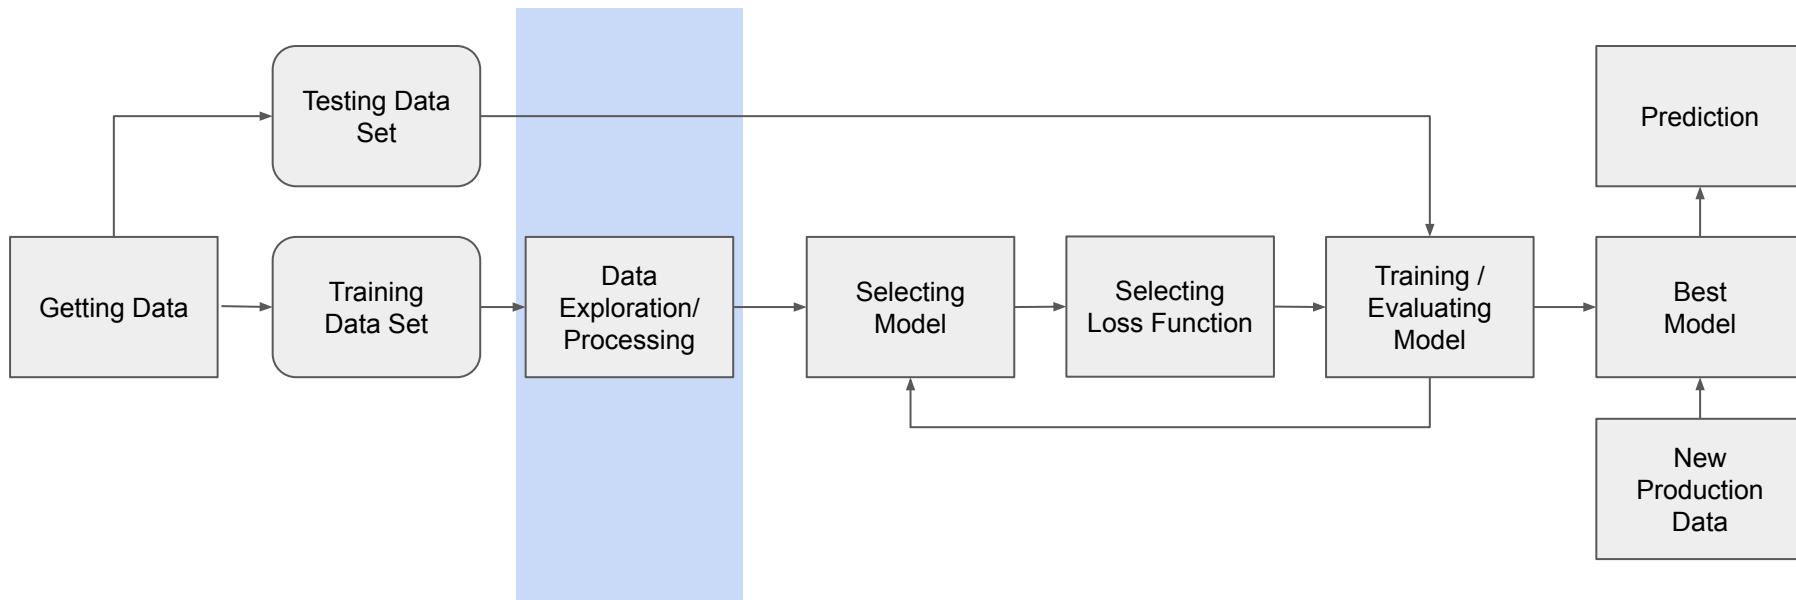 Testing Data
Set
Prediction
Getting Data
Training
Data Set
Data
Exploration/
Processing
Selecting
Model
Selecting
Loss Function
Training /
Evaluating
Model
Best
Model
New
Production
Data